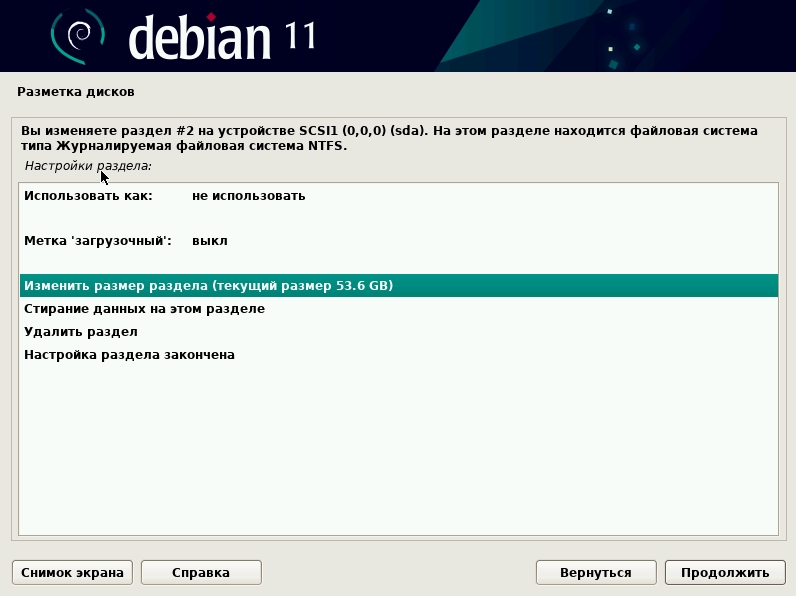 debian 11
Разметка дисков
Вы изменяете раздел #2 на устройстве SCSI1 (0,0,0) (sda). На этом разделе находится файловая система
типа Журналируемая файловая система NTFS.
Настройки раздела:
Использовать как: не использовать
Метка 'загрузочный': выкл
Изменить размер раздела (текущий размер 53.6 GB)
Стирание данных на этом разделе
Удалить раздел
Настройка раздела закончена
Снимок экрана Справка Вернуться Продолжить